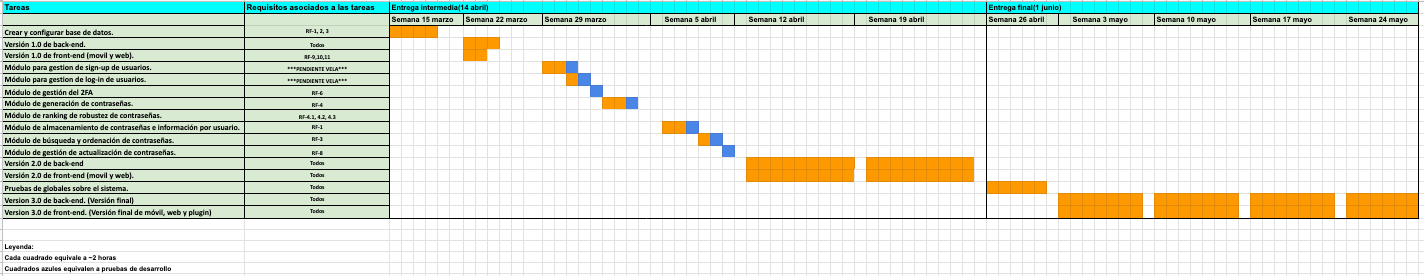 Tareas Requisitos asociados a las tareas Entrega intermedia(14 abril) Entrega final(1 junio)
Semana 15 marzo Semana 22 marzo Semana 29 marzo Semana 5 abril Semana 12 abril Semana 19 abril Semana 26 abril Semana 3 mayo Semana 10 mayo Semana 17 mayo Semana 24 mayo
Crear y configurar base de datos. RF-1, 2, 3
Versión 1.0 de back-end. Todos
Versión 1.0 de front-end (movil y web). RF-9,10,11
Módulo para gestion de sign-up de usuarios. ***PENDIENTE VELA***
Módulo para gestion de log-in de usuarios. ***PENDIENTE VELA***
Módulo de gestión del 2FA RF-6
Módulo de generación de contraseñas. RF-4
Módulo de ranking de robustez de contraseñas. RF-4.1, 4.2, 4.3
Módulo de almacenamiento de contraseñas e información por usuario. RF-1
Módulo de búsqueda y ordenación de contraseñas. RF-3
Módulo de gestión de actualización de contraseñas. RF-8
Versión 2.0 de back-end Todos
Versión 2.0 de front-end (movil y web). Todos
Pruebas de globales sobre el sistema. Todos
Version 3.0 de back-end. (Versión final) Todos
Version 3.0 de front-end. (Versión final de móvil, web y plugin) Todos
Leyenda:
Cada cuadrado equivale a ~2 horas
Cuadrados azules equivalen a pruebas de desarrollo